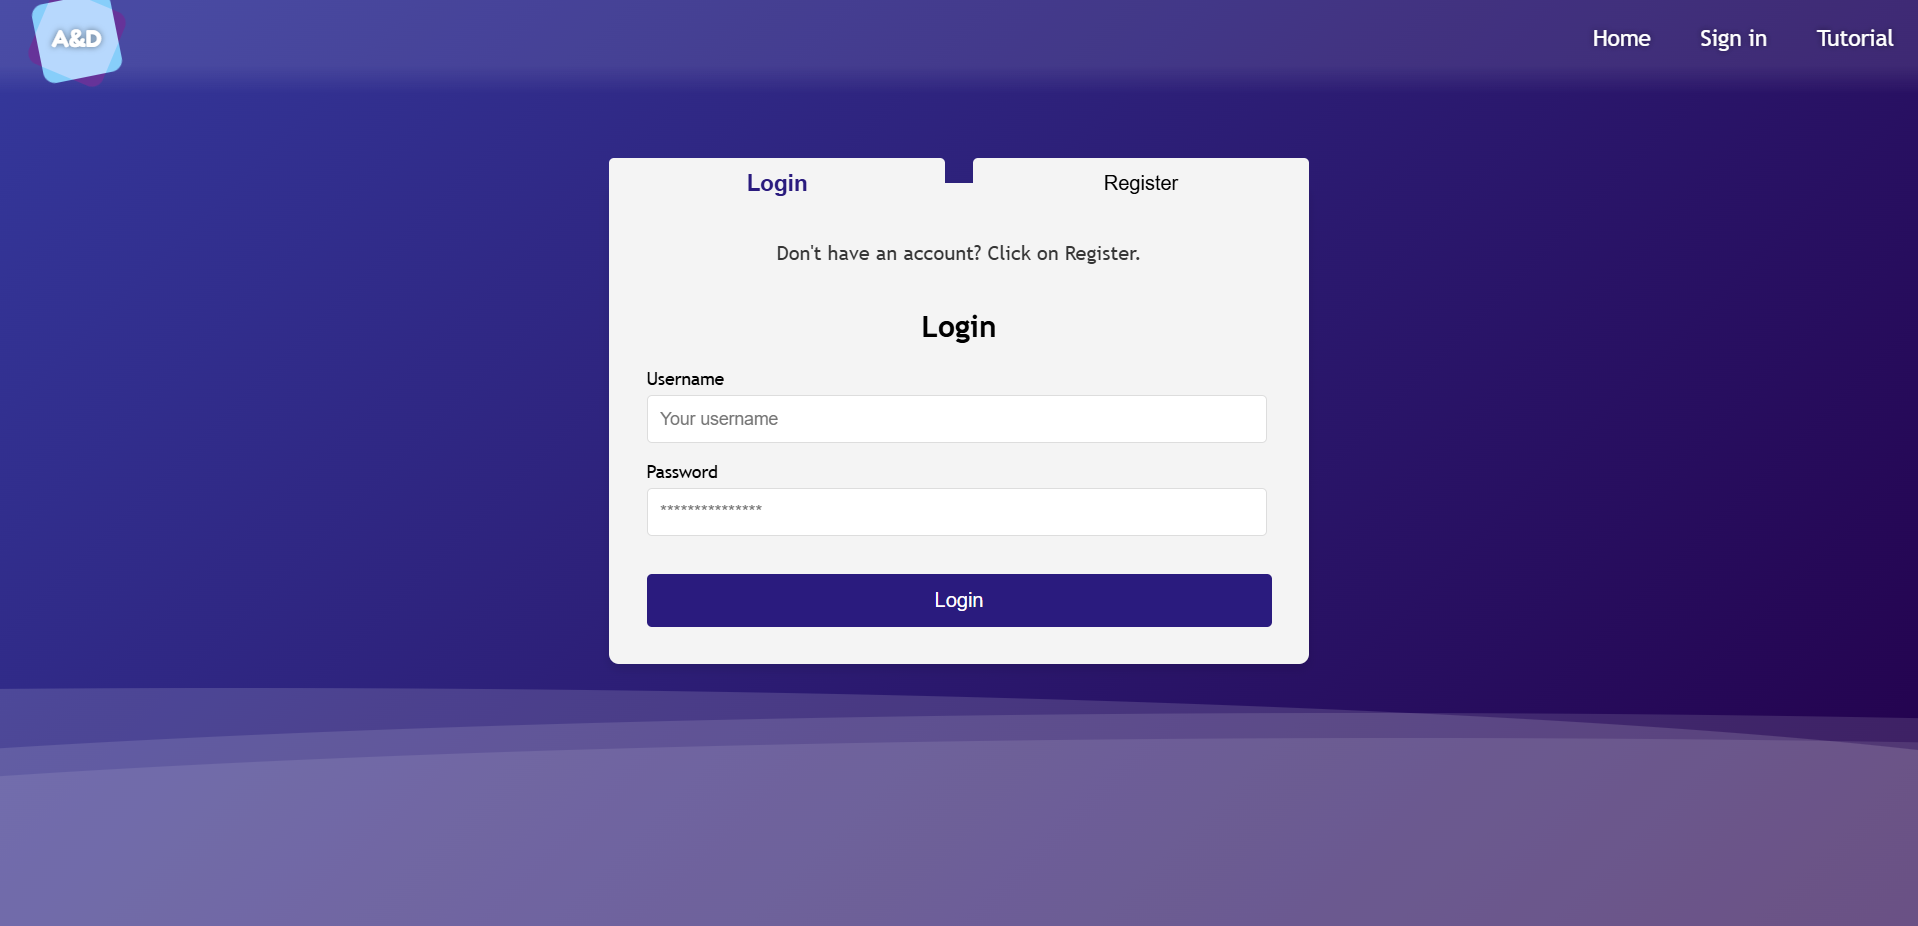 A&D
Home Sign in Tutorial
Login Register
Don't have an account? Click on Register.
Login
Username
Your username
Password
***************
Login